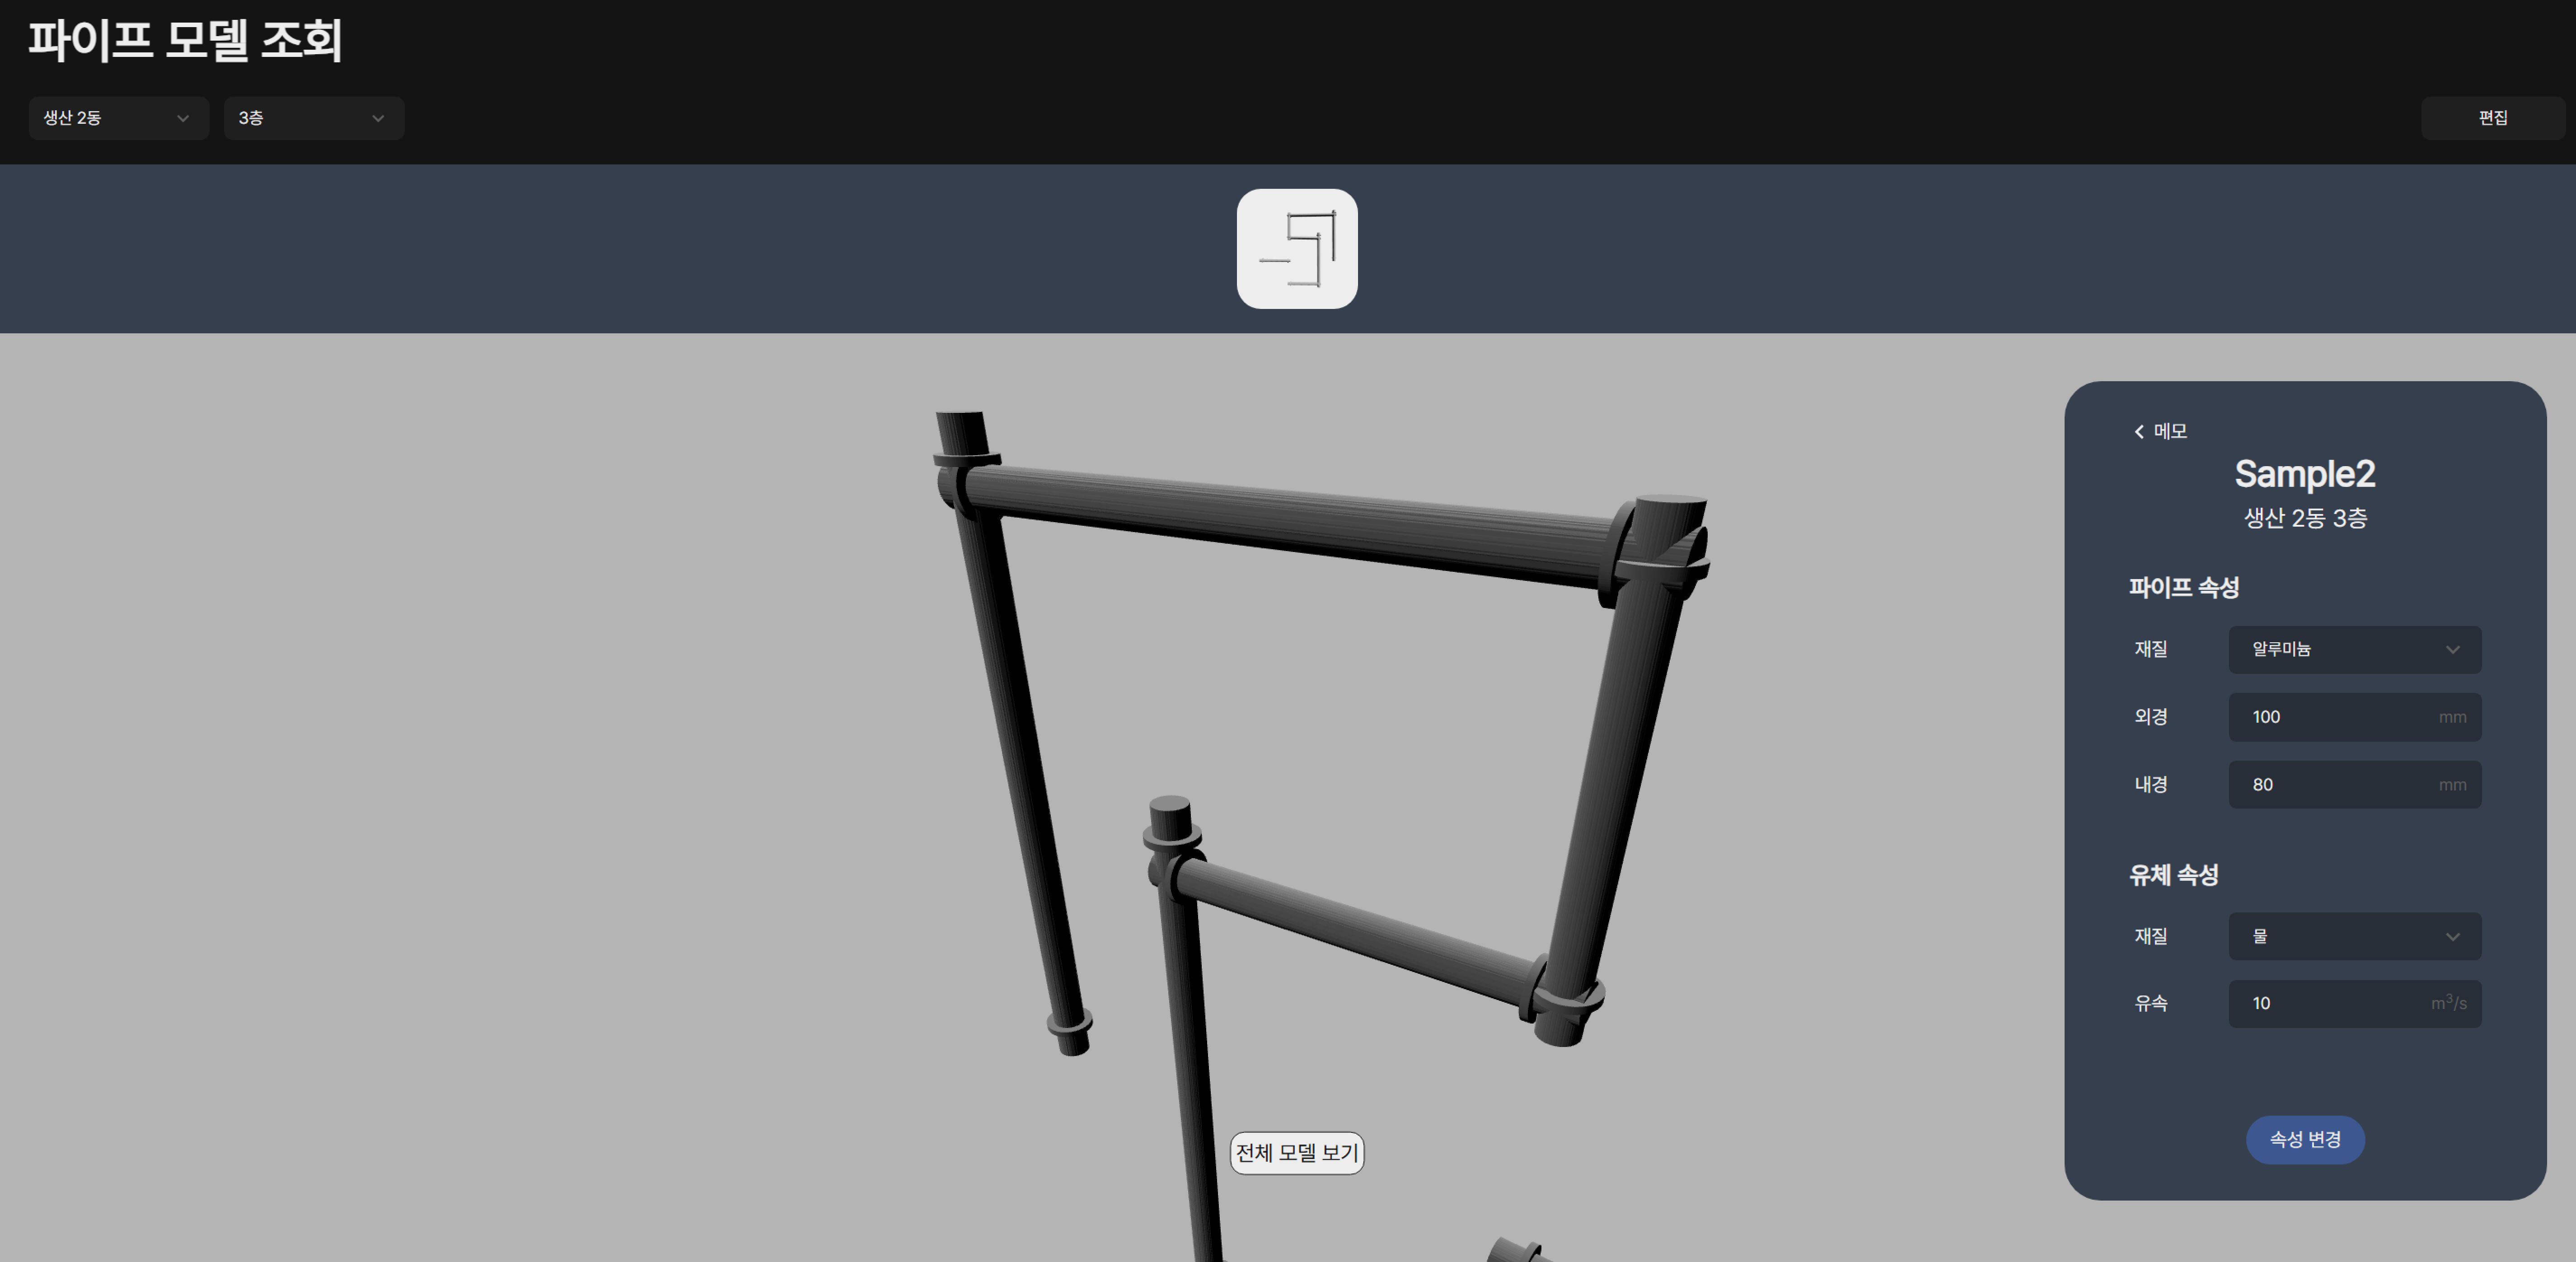 파이프 모델 조회
생산 2동
3층
편집
메모
Sample2
생산 2동 3층
파이프 속성
재질
알루미늄
외경
100
mm
내경
80
mm
유체 속성
재질
물
유속
10
m³/s
속성 변경
전체 모델 보기